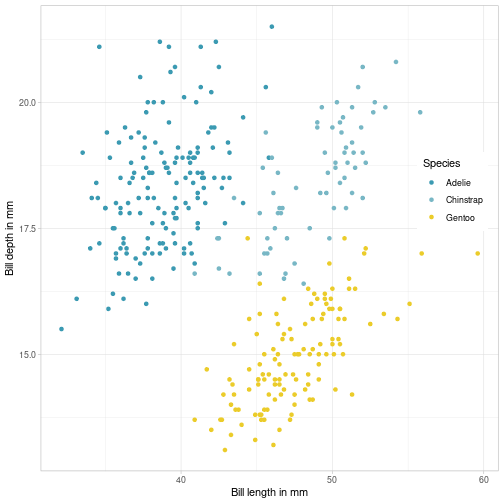 Bill depth in mm
20.0
17.5
15.0
40
50
60
Bill length in mm
Species
Adelie
Chinstrap
Gentoo